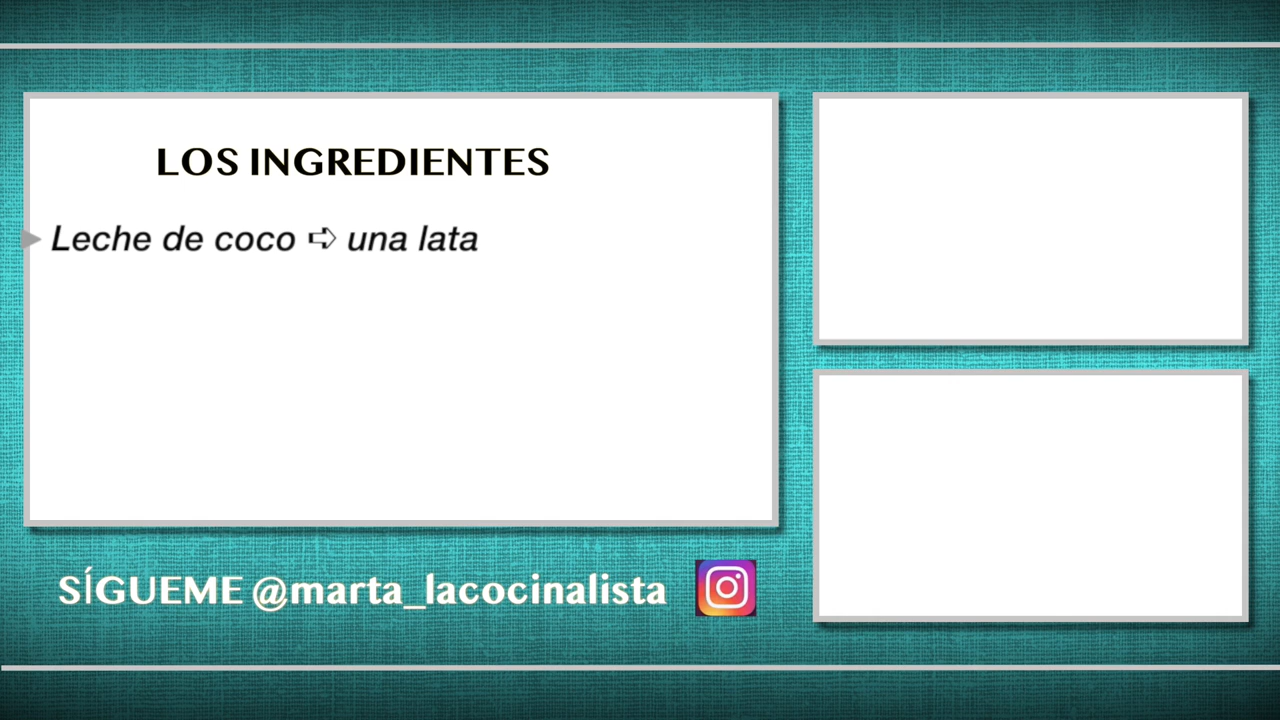 LOS INGREDIENTES
Leche de coco ➪ una lata
SÍGUEME @marta_lacocinalista